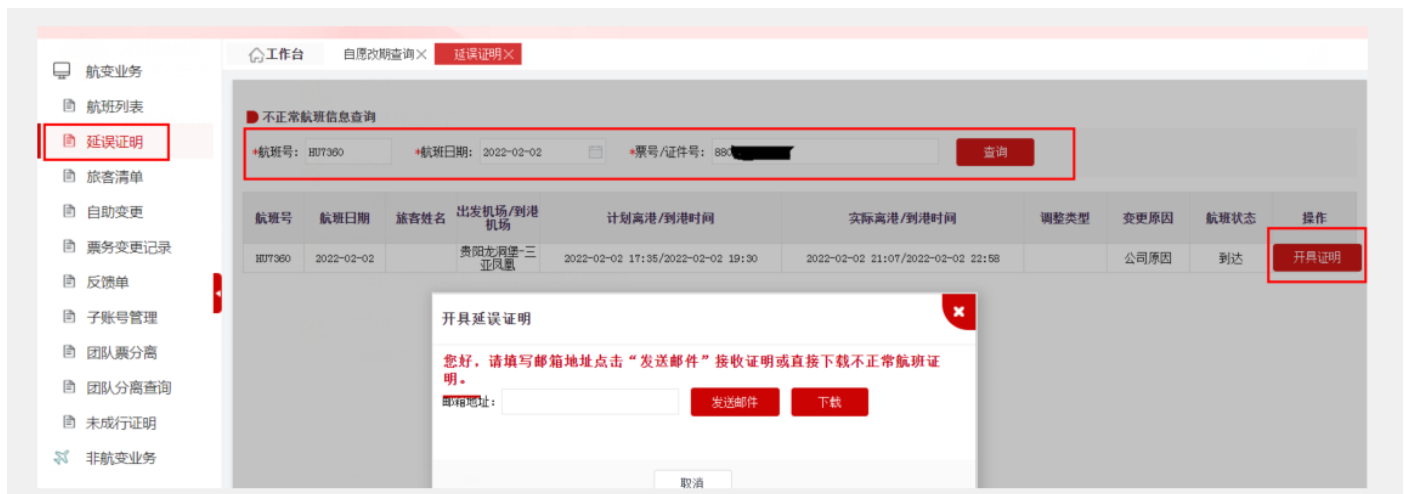 工作台 自愿改期查询× 延误证明×
航变业务
航班列表
延误证明
旅客清单
自助变更
票务变更记录
反馈单
子账号管理
团队票分离
团队分离查询
未成行证明
非航变业务
不正常航班信息查询
*航班号: HU7360 *航班日期: 2022-02-02 *票号/证件号: 880 查询
航班号 航班日期 旅客姓名 出发机场/到港机场 计划离港/到港时间 实际离港/到港时间 调整类型 变更原因 航班状态 操作
HU7360 2022-02-02 贵阳龙洞堡-三亚凤凰 2022-02-02 17:35/2022-02-02 19:30 2022-02-02 21:07/2022-02-02 22:58 公司原因 到达 开具证明
开具延误证明
您好，请填写邮箱地址点击“发送邮件”接收证明或直接下载不正常航班证
明。
邮箱地址: 发送邮件 下载
取消